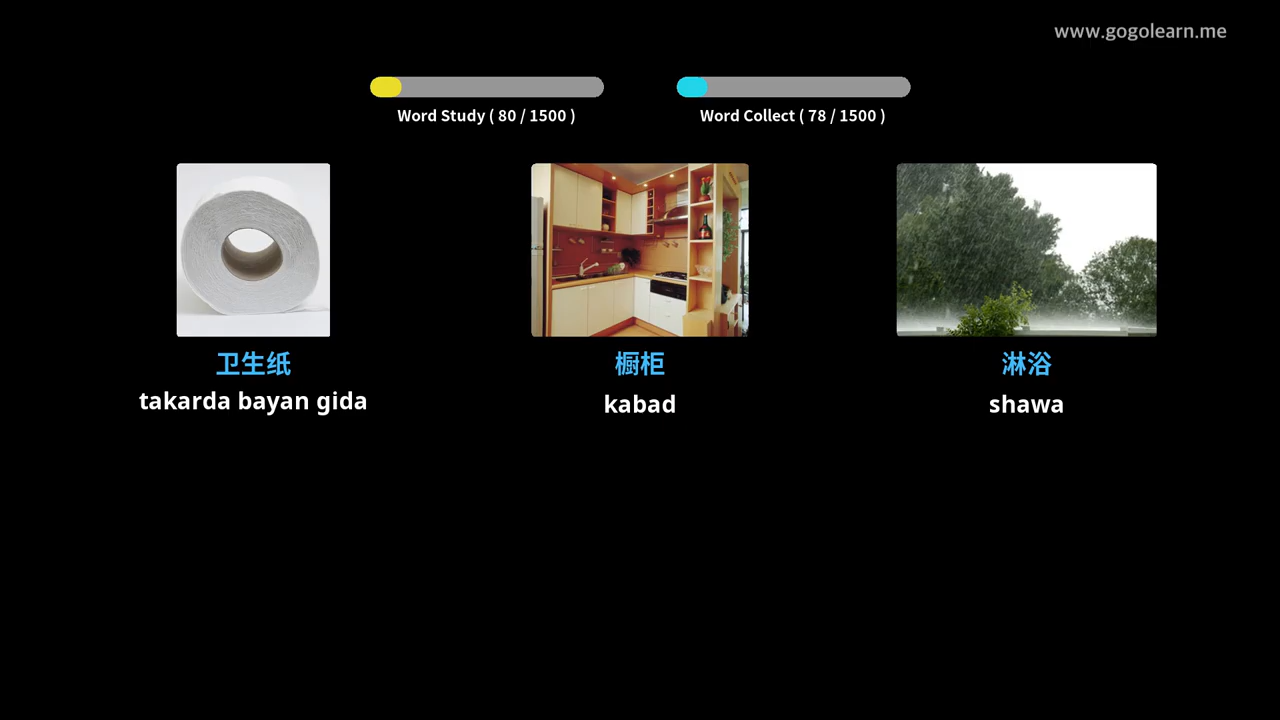 www.gogolearn.me
Word Study ( 80 / 1500 )
Word Collect ( 78 / 1500 )
卫生纸
橱柜
淋浴
takarda bayan gida
kabad
shawa